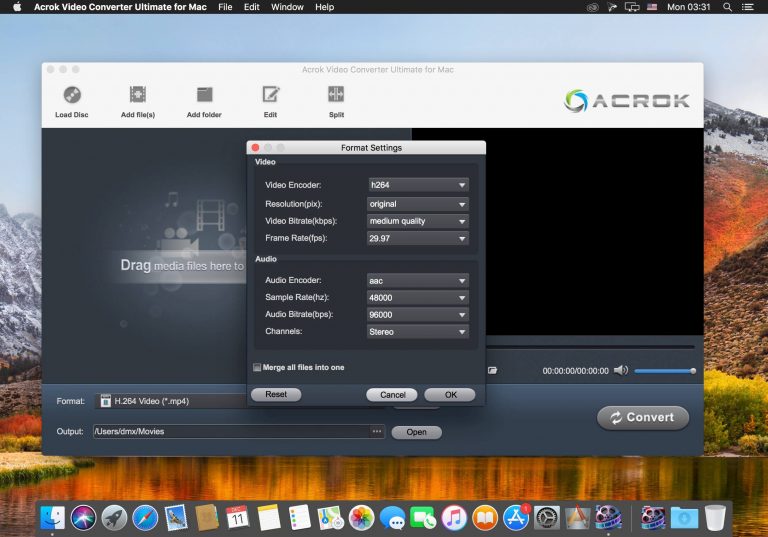 Acrok Video Converter Ultimate for Mac File Edit Window Help Mon 03:31
Acrok Video Converter Ultimate for Mac
Load Disc Add file(s) Add folder Edit Split
ACROK
Format Settings
Video
Video Encoder: h264
Resolution(pix): original
Video Bitrate(kbps): medium quality
Frame Rate(fps): 29.97
Audio
Audio Encoder: aac
Sample Rate(hz): 48000
Audio Bitrate(bps): 96000
Channels: Stereo
Merge all files into one
Reset Cancel OK
Drag media files here to
00:00:00/00:00:00
Format: H.264 Video (*.mp4)
Output: /Users/dmx/Movies ••• Open
Convert
DEC
11
1